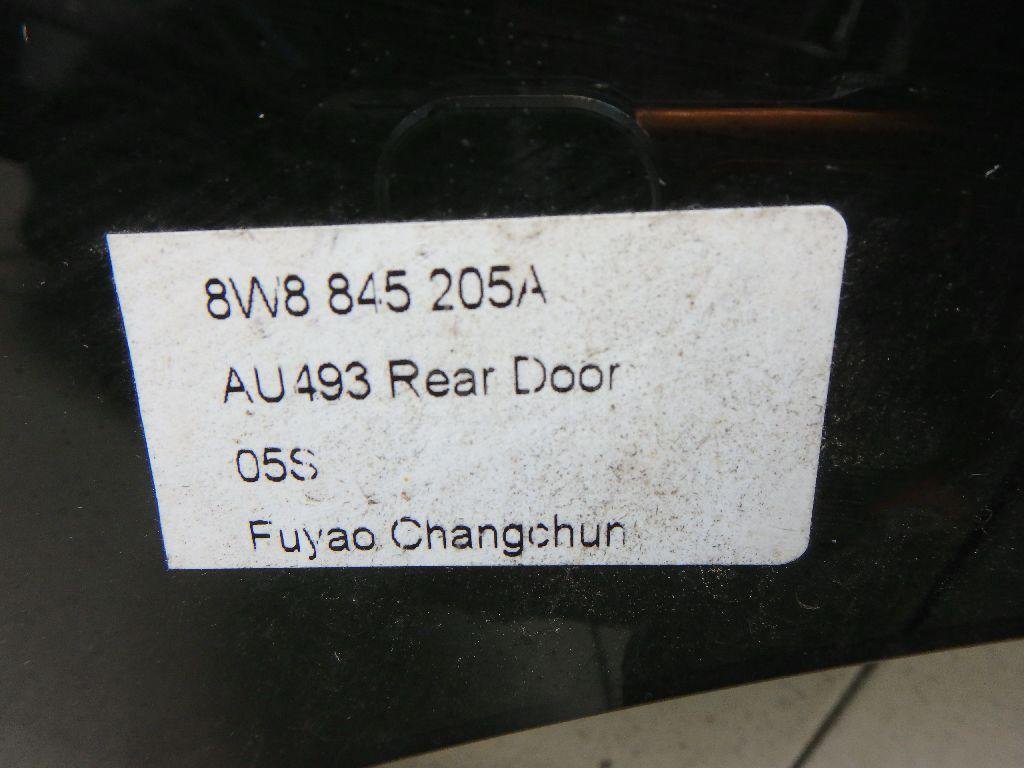 8W8 845 205A
AU493 Rear Door
05S
Fuyao Changchun